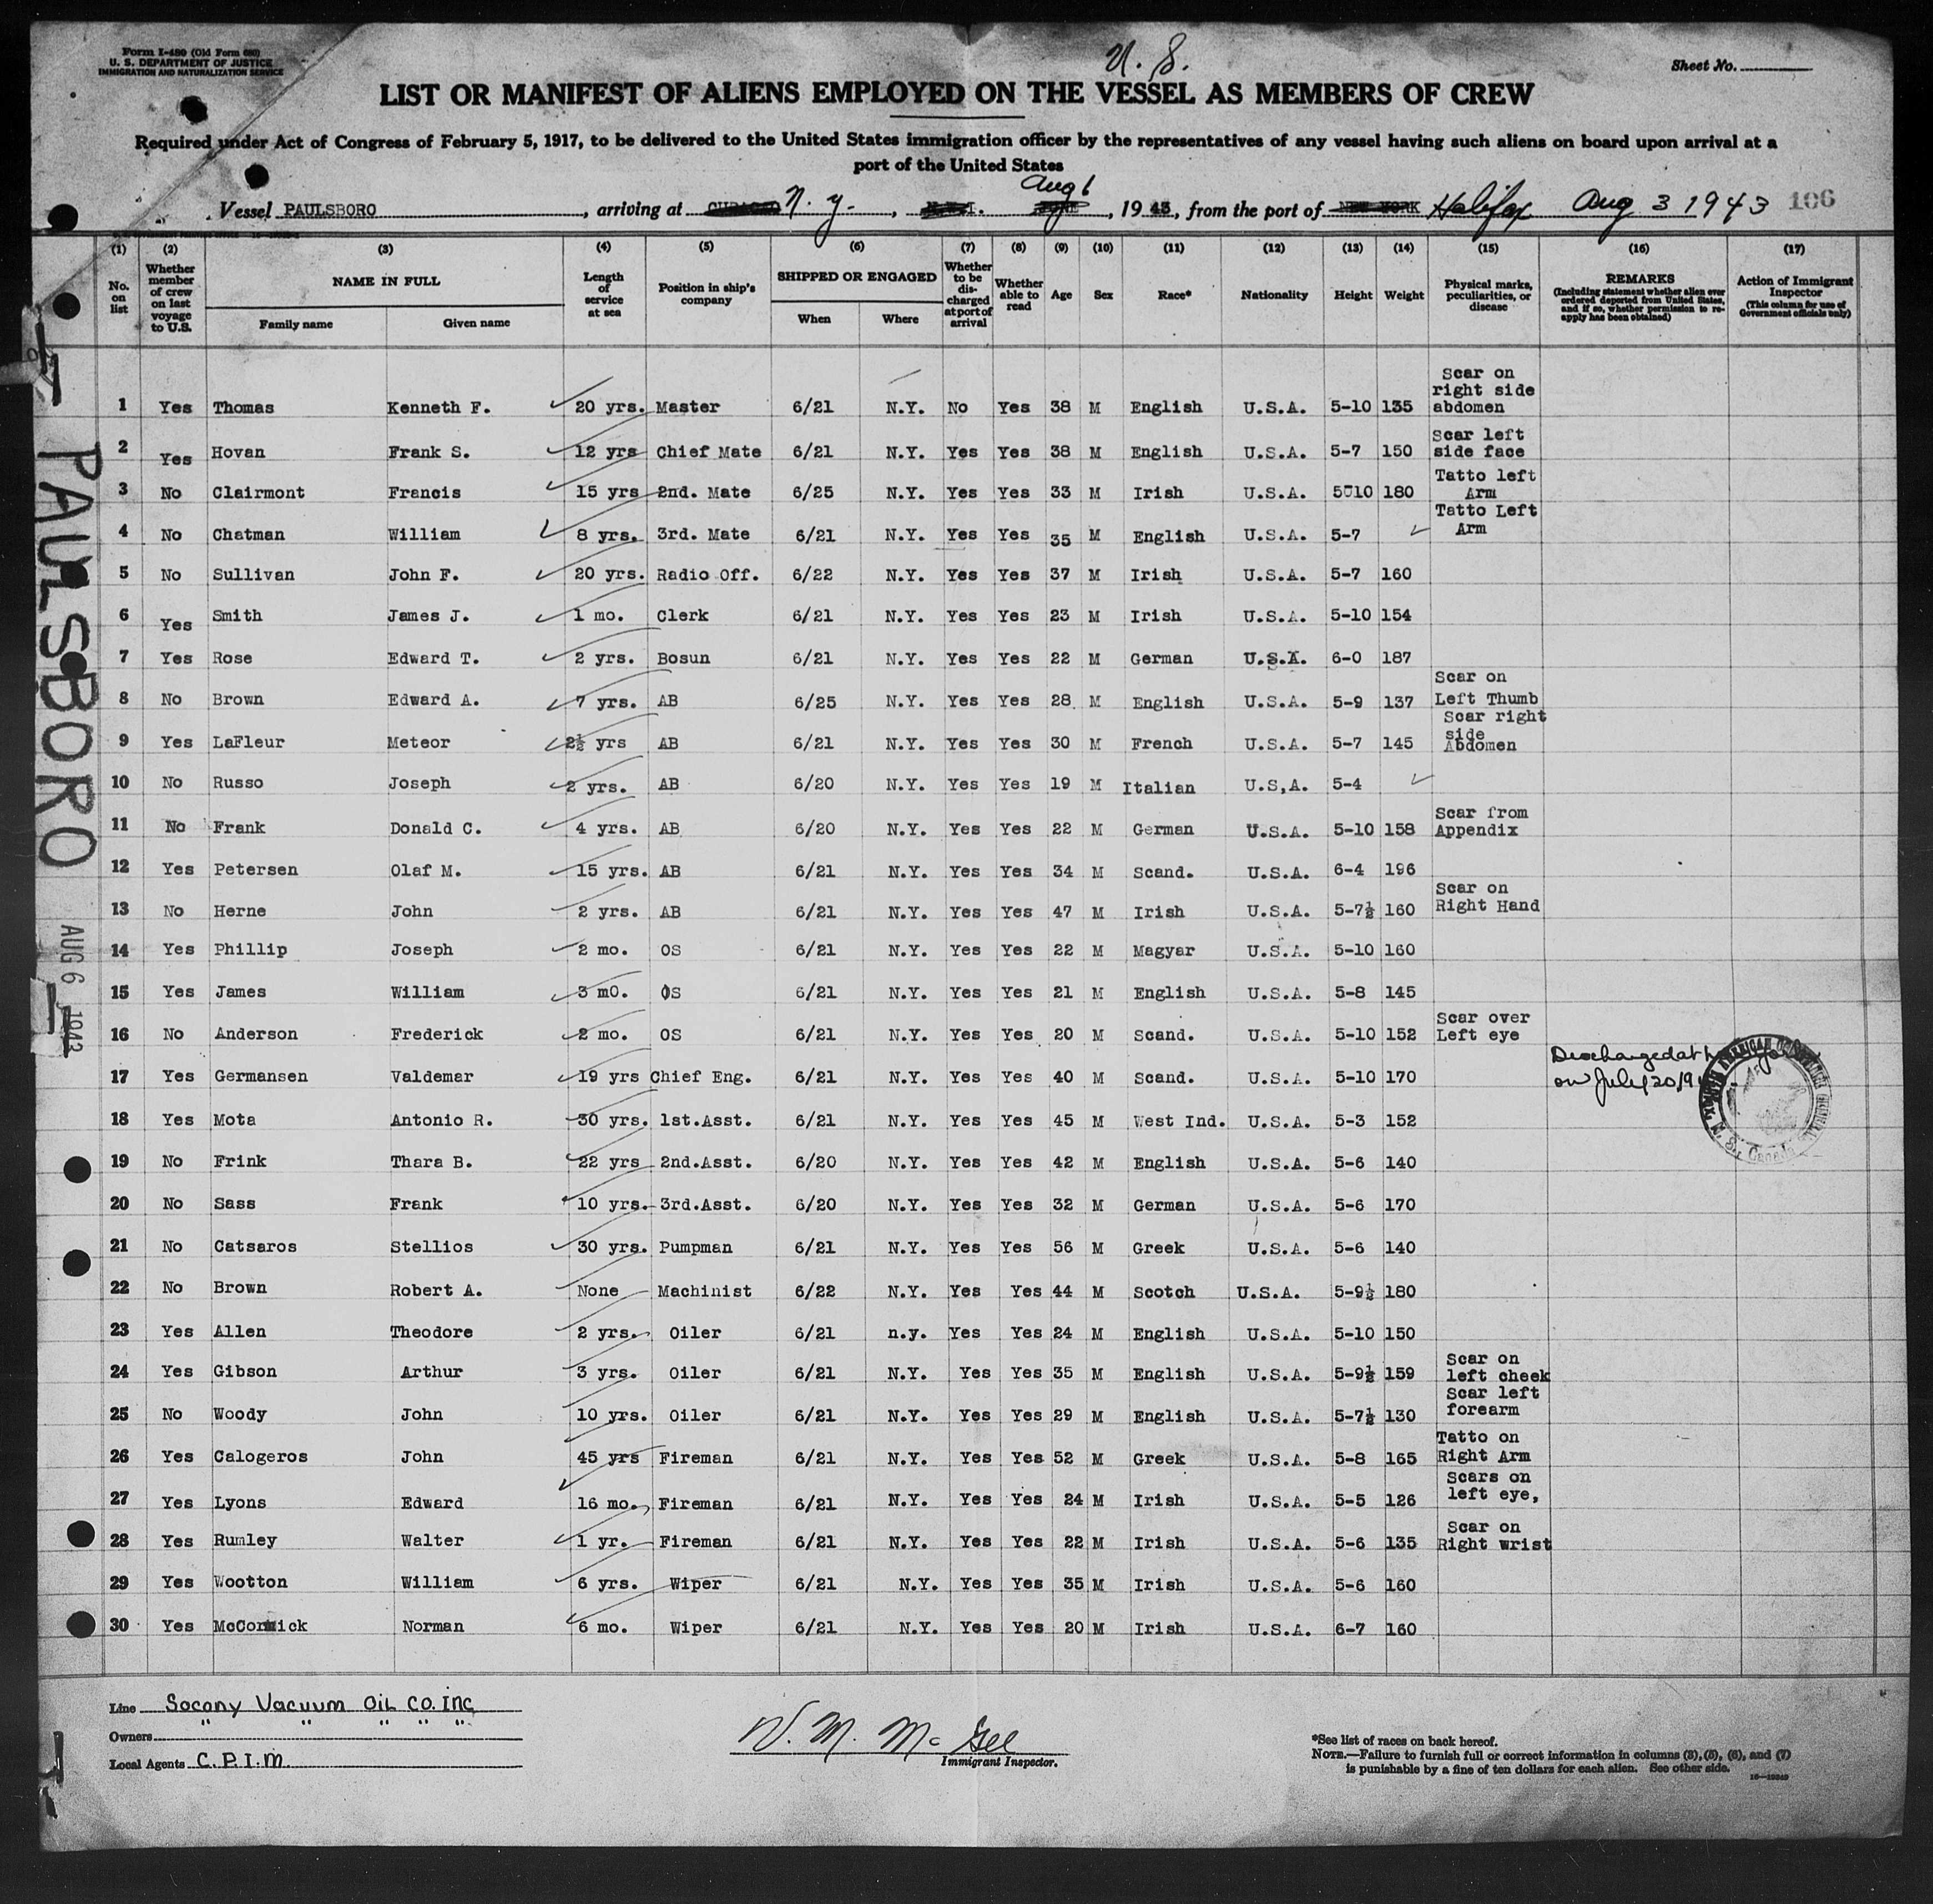 Form I-480 (Old Form 680)
U. S. DEPARTMENT OF JUSTICE
IMMIGRATION AND NATURALIZATION SERVICE
U. S.
Sheet No.
LIST OR MANIFEST OF ALIENS EMPLOYED ON THE VESSEL AS MEMBERS OF CREW
Required under Act of Congress of February 5, 1917, to be delivered to the United States immigration officer by the representatives of any vessel having such aliens on board upon arrival at a
port of the United States
Aug 6
Vessel PAULSBORO, arriving at CURACAO N. Y., N.W.I. JUNE, 1943, from the port of NEW YORK Halifax Aug 3 1943 106
(1) (2) (3) (4) (5) (6) (7) (8) (9) (10) (11) (12) (13) (14) (15) (16) (17)
No. on list
Whether member of crew on last voyage to U.S.
NAME IN FULL
Family name Given name
Length of service at sea
Position in ship's company
SHIPPED OR ENGAGED
When Where
Whether to be discharged at port of arrival
Whether able to read
Age
Sex
Race*
Nationality
Height
Weight
Physical marks, peculiarities, or disease
REMARKS
(Including statement whether alien ever ordered deported from United States, and if so, whether permission to reapply has been obtained)
Action of Immigrant Inspector
(This column for use of Government officials only)
1 Yes Thomas Kenneth F. 20 yrs. Master 6/21 N.Y. No Yes 38 M English U.S.A. 5-10 135 Scar on right side abdomen
2 Yes Hovan Frank S. 12 yrs Chief Mate 6/21 N.Y. Yes Yes 38 M English U.S.A. 5-7 150 Scar left side face
3 No Clairmont Francis 15 yrs 2nd. Mate 6/25 N.Y. Yes Yes 33 M Irish U.S.A. 5-10 180 Tatto left Arm
4 No Chatman William 8 yrs. 3rd. Mate 6/21 N.Y. Yes Yes 35 M English U.S.A. 5-7 Tatto Left Arm
5 No Sullivan John F. 20 yrs. Radio Off. 6/22 N.Y. Yes Yes 37 M Irish U.S.A. 5-7 160
6 Yes Smith James J. 1 mo. Clerk 6/21 N.Y. Yes Yes 23 M Irish U.S.A. 5-10 154
7 Yes Rose Edward T. 2 yrs. Bosun 6/21 N.Y. Yes Yes 22 M German U.S.A. 6-0 187
8 No Brown Edward A. 7 yrs. AB 6/25 N.Y. Yes Yes 28 M English U.S.A. 5-9 137 Scar on Left Thumb
9 Yes LaFleur Meteor 2½ yrs AB 6/21 N.Y. Yes Yes 30 M French U.S.A. 5-7 145 Scar right side Abdomen
10 No Russo Joseph 2 yrs. AB 6/20 N.Y. Yes Yes 19 M Italian U.S,A. 5-4
11 No Frank Donald C. 4 yrs. AB 6/20 N.Y. Yes Yes 22 M German U.S.A. 5-10 158 Scar from Appendix
12 Yes Petersen Olaf M. 15 yrs. AB 6/21 N.Y. Yes Yes 34 M Scand. U.S.A. 6-4 196
13 No Herne John 2 yrs. AB 6/21 N.Y. Yes Yes 47 M Irish U.S.A. 5-7½ 160 Scar on Right Hand
14 Yes Phillip Joseph 2 mo. OS 6/21 N.Y. Yes Yes 22 M Magyar U.S.A. 5-10 160
15 Yes James William 3 mO. OS 6/21 N.Y. Yes Yes 21 M English U.S.A. 5-8 145
16 No Anderson Frederick 2 mo. OS 6/21 N.Y. Yes Yes 20 M Scand. U.S.A. 5-10 152 Scar over Left eye
17 Yes Germansen Valdemar 19 yrs Chief Eng. 6/21 N.Y. Yes Yes 40 M Scand. U.S.A. 5-10 170 Discharged at on July 20/
18 Yes Mota Antonio R. 30 yrs. 1st.Asst. 6/21 N.Y. Yes Yes 45 M West Ind. U.S.A. 5-3 152
19 No Frink Thara B. 22 yrs 2nd.Asst. 6/20 N.Y. Yes Yes 42 M English U.S.A. 5-6 140
20 No Sass Frank 10 yrs. 3rd.Asst. 6/20 N.Y. Yes Yes 32 M German U.S.A. 5-6 170
21 No Catsaros Stellios 30 yrs. Pumpman 6/21 N.Y. Yes Yes 56 M Greek U.S.A. 5-6 140
22 No Brown Robert A. None Machinist 6/22 N.Y. Yes Yes 44 M Scotch U.S.A. 5-9½ 180
23 Yes Allen Theodore 2 yrs. Oiler 6/21 n.y. Yes Yes 24 M English U.S.A. 5-10 150
24 Yes Gibson Arthur 3 yrs. Oiler 6/21 N.Y. Yes Yes 35 M English U.S.A. 5-9½ 159 Scar on left cheek
25 No Woody John 10 yrs. Oiler 6/21 N.Y. Yes Yes 29 M English U.S.A. 5-7½ 130 Scar left forearm
26 Yes Calogeros John 45 yrs Fireman 6/21 N.Y. Yes Yes 52 M Greek U.S.A. 5-8 165 Tatto on Right Arm
27 Yes Lyons Edward 16 mo. Fireman 6/21 N.Y. Yes Yes 24 M Irish U.S.A. 5-5 126 Scars on left eye,
28 Yes Rumley Walter 1 yr. Fireman 6/21 N.Y. Yes Yes 22 M Irish U.S.A. 5-6 135 Scar on Right wrist
29 Yes Wootton William 6 yrs. Wiper 6/21 N.Y. Yes Yes 35 M Irish U.S.A. 5-6 160
30 Yes McCormick Norman 6 mo. Wiper 6/21 N.Y. Yes Yes 20 M Irish U.S.A. 6-7 160
PAULSBORO
AUG 6 1943
Line Socony Vacuum Oil Co. Inc
Owners " " " " "
Local Agents C.P.I.M.
W. M. McGee
Immigrant Inspector.
*See list of races on back hereof.
NOTE.—Failure to furnish full or correct information in columns (3), (5), (6), and (7)
is punishable by a fine of ten dollars for each alien. See other side.